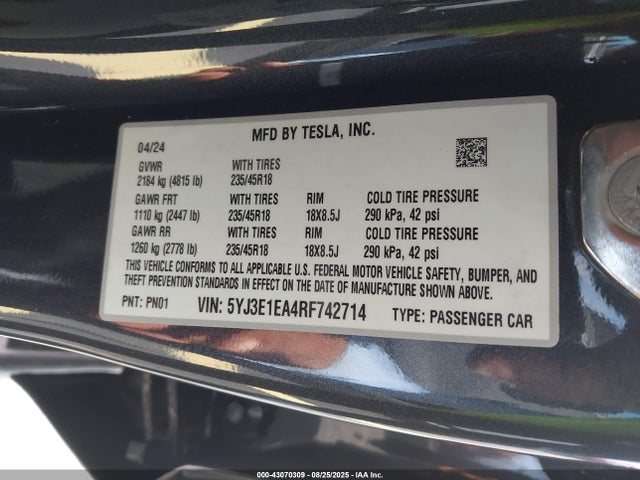 MFD BY TESLA, INC.
04/24
GVWR WITH TIRES
2184 kg (4815 lb) 235/45R18
GAWR FRT WITH TIRES RIM COLD TIRE PRESSURE
1110 kg (2447 lb) 235/45R18 18X8.5J 290 kPa, 42 psi
GAWR RR WITH TIRES RIM COLD TIRE PRESSURE
1260 kg (2778 lb) 235/45R18 18X8.5J 290 kPa, 42 psi
THIS VEHICLE CONFORMS TO ALL APPLICABLE U.S. FEDERAL MOTOR VEHICLE SAFETY, BUMPER, AND
THEFT PREVENTION STANDARDS IN EFFECT ON THE DATE OF MANUFACTURE SHOWN ABOVE.
PNT: PN01 VIN: 5YJ3E1EA4RF742714 TYPE: PASSENGER CAR
000-43070309 - 08/25/2025 - IAA Inc.